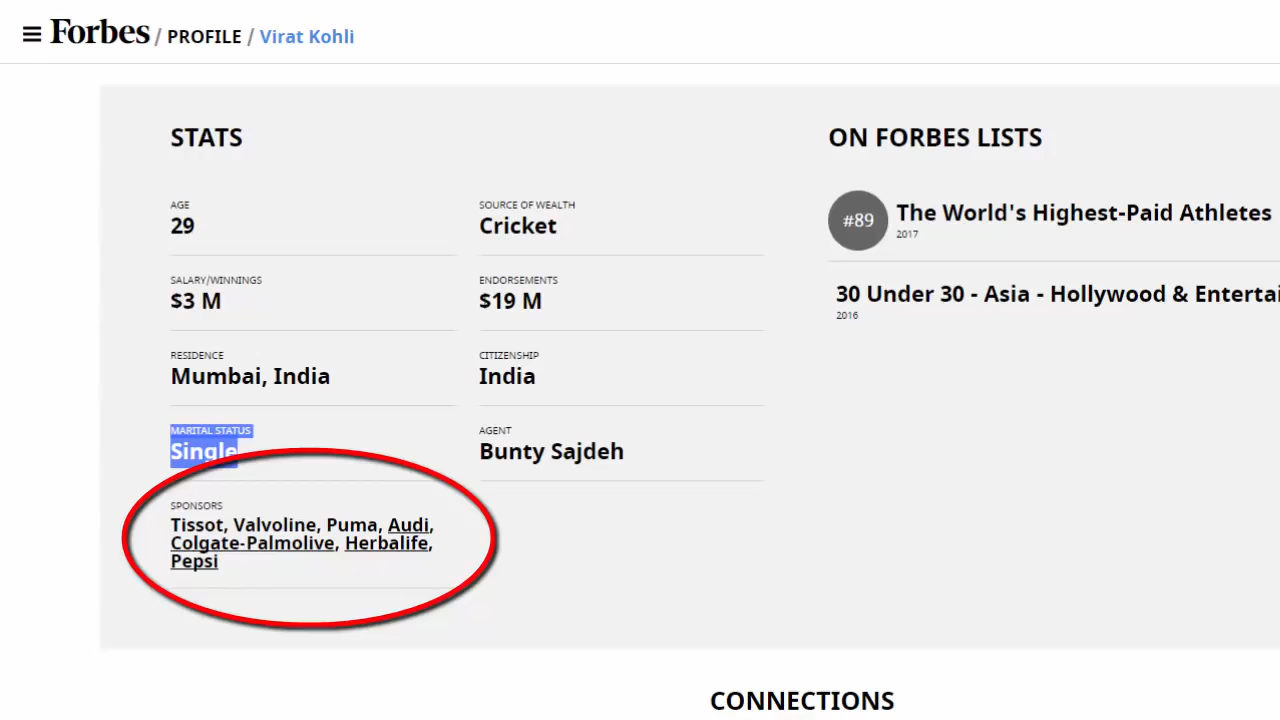 Forbes / PROFILE / Virat Kohli
STATS
AGE
29
SOURCE OF WEALTH
Cricket
SALARY/WINNINGS
$3 M
ENDORSEMENTS
$19 M
RESIDENCE
Mumbai, India
CITIZENSHIP
India
MARITAL STATUS
Single
AGENT
Bunty Sajdeh
SPONSORS
Tissot, Valvoline, Puma, Audi,
Colgate-Palmolive, Herbalife,
Pepsi
ON FORBES LISTS
#89 The World's Highest-Paid Athletes
2017
30 Under 30 - Asia - Hollywood &
2016
CONNECTIONS